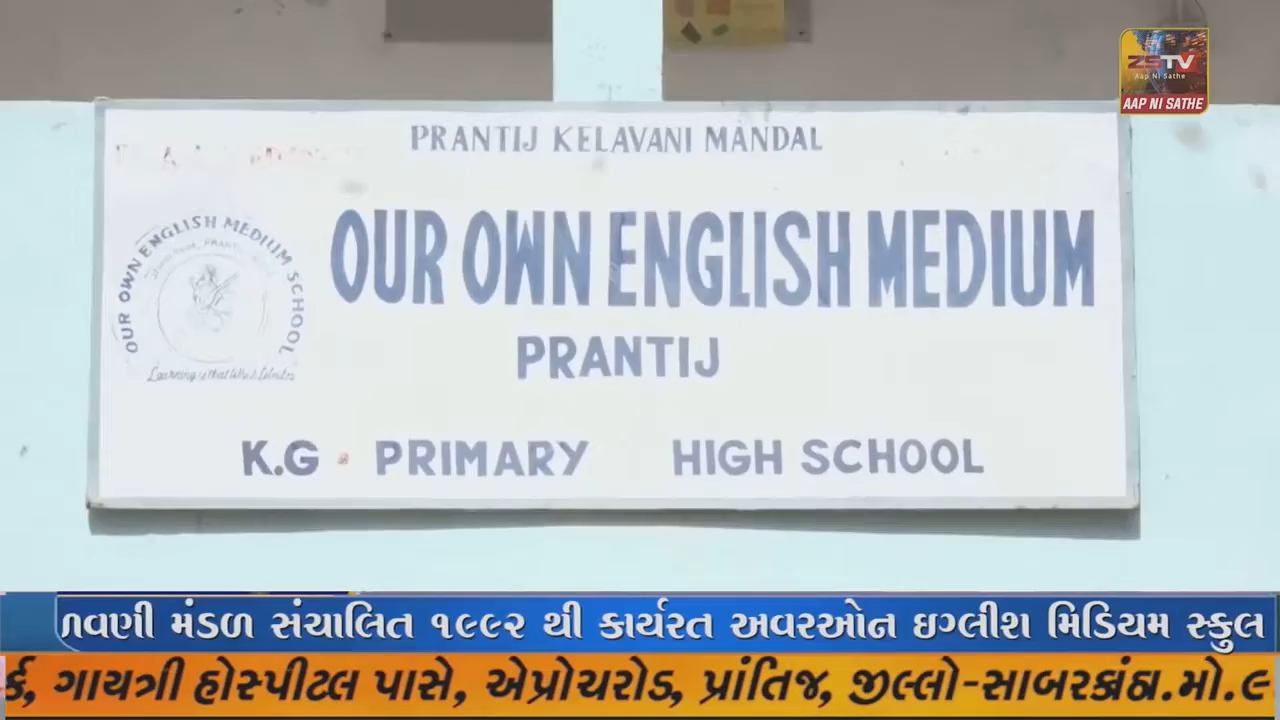 ZSTV
Aap Ni Sathe
AAP NI SATHE
PRANTIJ KELAVANI MANDAL
OUR OWN ENGLISH MEDIUM SCHOOL
OUR OWN ENGLISH MEDIUM
PRANTIJ
K.G PRIMARY HIGH SCHOOL
ળવણી મંડળ સંચાલિત ૧૯૯૨ થી કાર્યરત અવરઓન ઇંગ્લીશ મિડિયમ સ્કુલ
ર્ક, ગાયત્રી હોસ્પીટલ પાસે, એપ્રોચરોડ, પ્રાંતિજ, જીલ્લો-સાબરકાંઠા.મો.૯